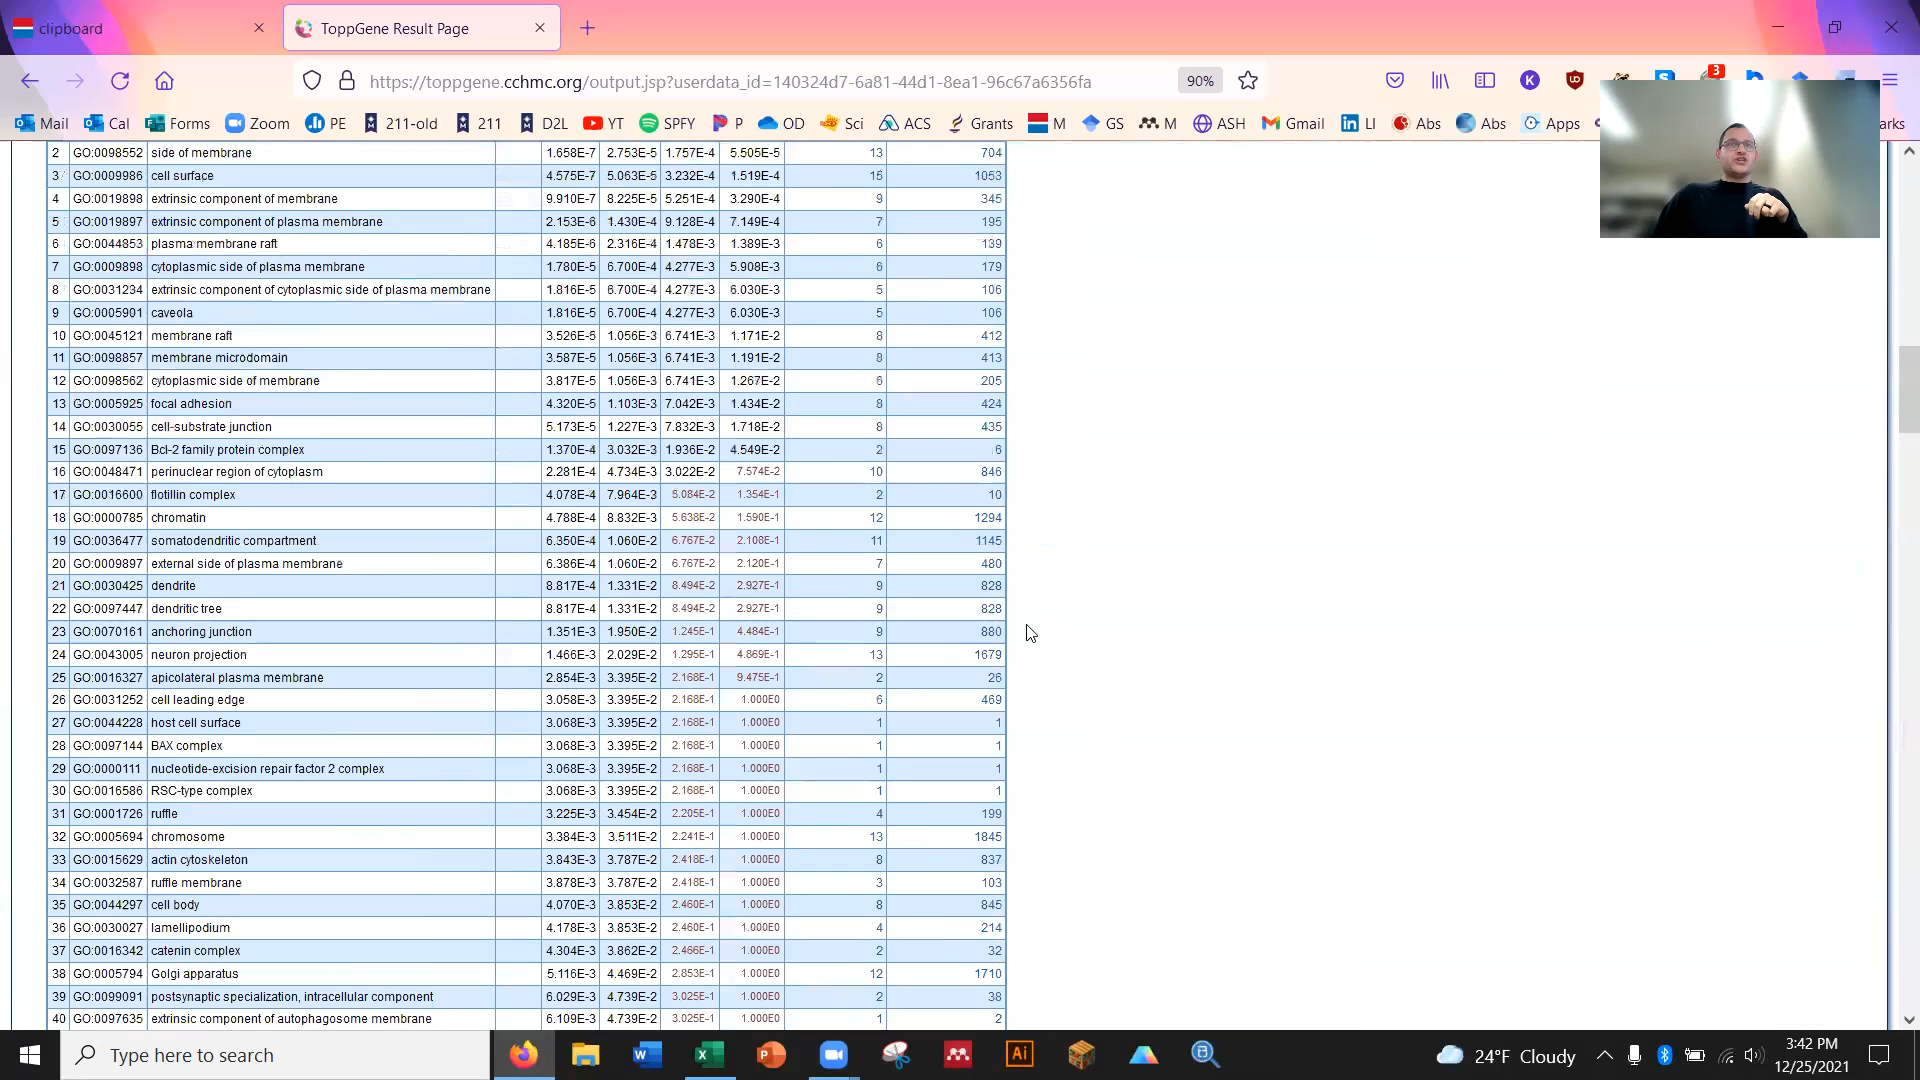 clipboard
ToppGene Result Page
https://toppgene.cchmc.org/output.jsp?userdata_id=140324d7-6a81-44d1-8ea1-96c67a6356fa 90% 3
Mail Cal Forms Zoom PE 211-old 211 D2L YT SPFY P OD Sci ACS Grants M GS M ASH Gmail LI Abs Abs Apps arks
2 GO:0098552 side of membrane 1.658E-7 2.753E-5 1.757E-4 5.505E-5 13 704
3 GO:0009986 cell surface 4.575E-7 5.063E-5 3.232E-4 1.519E-4 15 1053
4 GO:0019898 extrinsic component of membrane 9.910E-7 8.225E-5 5.251E-4 3.290E-4 9 345
5 GO:0019897 extrinsic component of plasma membrane 2.153E-6 1.430E-4 9.128E-4 7.149E-4 7 195
6 GO:0044853 plasma membrane raft 4.185E-6 2.316E-4 1.478E-3 1.389E-3 6 139
7 GO:0009898 cytoplasmic side of plasma membrane 1.780E-5 6.700E-4 4.277E-3 5.908E-3 6 179
8 GO:0031234 extrinsic component of cytoplasmic side of plasma membrane 1.816E-5 6.700E-4 4.277E-3 6.030E-3 5 106
9 GO:0005901 caveola 1.816E-5 6.700E-4 4.277E-3 6.030E-3 5 106
10 GO:0045121 membrane raft 3.526E-5 1.056E-3 6.741E-3 1.171E-2 8 412
11 GO:0098857 membrane microdomain 3.587E-5 1.056E-3 6.741E-3 1.191E-2 8 413
12 GO:0098562 cytoplasmic side of membrane 3.817E-5 1.056E-3 6.741E-3 1.267E-2 6 205
13 GO:0005925 focal adhesion 4.320E-5 1.103E-3 7.042E-3 1.434E-2 8 424
14 GO:0030055 cell-substrate junction 5.173E-5 1.227E-3 7.832E-3 1.718E-2 8 435
15 GO:0097136 Bcl-2 family protein complex 1.370E-4 3.032E-3 1.936E-2 4.549E-2 2 6
16 GO:0048471 perinuclear region of cytoplasm 2.281E-4 4.734E-3 3.022E-2 7.574E-2 10 846
17 GO:0016600 flotillin complex 4.078E-4 7.964E-3 5.084E-2 1.354E-1 2 10
18 GO:0000785 chromatin 4.788E-4 8.832E-3 5.638E-2 1.590E-1 12 1294
19 GO:0036477 somatodendritic compartment 6.350E-4 1.060E-2 6.767E-2 2.108E-1 11 1145
20 GO:0009897 external side of plasma membrane 6.386E-4 1.060E-2 6.767E-2 2.120E-1 7 480
21 GO:0030425 dendrite 8.817E-4 1.331E-2 8.494E-2 2.927E-1 9 828
22 GO:0097447 dendritic tree 8.817E-4 1.331E-2 8.494E-2 2.927E-1 9 828
23 GO:0070161 anchoring junction 1.351E-3 1.950E-2 1.245E-1 4.484E-1 9 880
24 GO:0043005 neuron projection 1.466E-3 2.029E-2 1.295E-1 4.869E-1 13 1679
25 GO:0016327 apicolateral plasma membrane 2.854E-3 3.395E-2 2.168E-1 9.475E-1 2 26
26 GO:0031252 cell leading edge 3.058E-3 3.395E-2 2.168E-1 1.000E0 6 469
27 GO:0044228 host cell surface 3.068E-3 3.395E-2 2.168E-1 1.000E0 1 1
28 GO:0097144 BAX complex 3.068E-3 3.395E-2 2.168E-1 1.000E0 1 1
29 GO:0000111 nucleotide-excision repair factor 2 complex 3.068E-3 3.395E-2 2.168E-1 1.000E0 1 1
30 GO:0016586 RSC-type complex 3.068E-3 3.395E-2 2.168E-1 1.000E0 1 1
31 GO:0001726 ruffle 3.225E-3 3.454E-2 2.205E-1 1.000E0 4 199
32 GO:0005694 chromosome 3.384E-3 3.511E-2 2.241E-1 1.000E0 13 1845
33 GO:0015629 actin cytoskeleton 3.843E-3 3.787E-2 2.418E-1 1.000E0 8 837
34 GO:0032587 ruffle membrane 3.878E-3 3.787E-2 2.418E-1 1.000E0 3 103
35 GO:0044297 cell body 4.070E-3 3.853E-2 2.460E-1 1.000E0 8 845
36 GO:0030027 lamellipodium 4.178E-3 3.853E-2 2.460E-1 1.000E0 4 214
37 GO:0016342 catenin complex 4.304E-3 3.862E-2 2.466E-1 1.000E0 2 32
38 GO:0005794 Golgi apparatus 5.116E-3 4.469E-2 2.853E-1 1.000E0 12 1710
39 GO:0099091 postsynaptic specialization, intracellular component 6.029E-3 4.739E-2 3.025E-1 1.000E0 2 38
40 GO:0097635 extrinsic component of autophagosome membrane 6.109E-3 4.739E-2 3.025E-1 1.000E0 1 2
Type here to search
24°F Cloudy
3:42 PM
12/25/2021